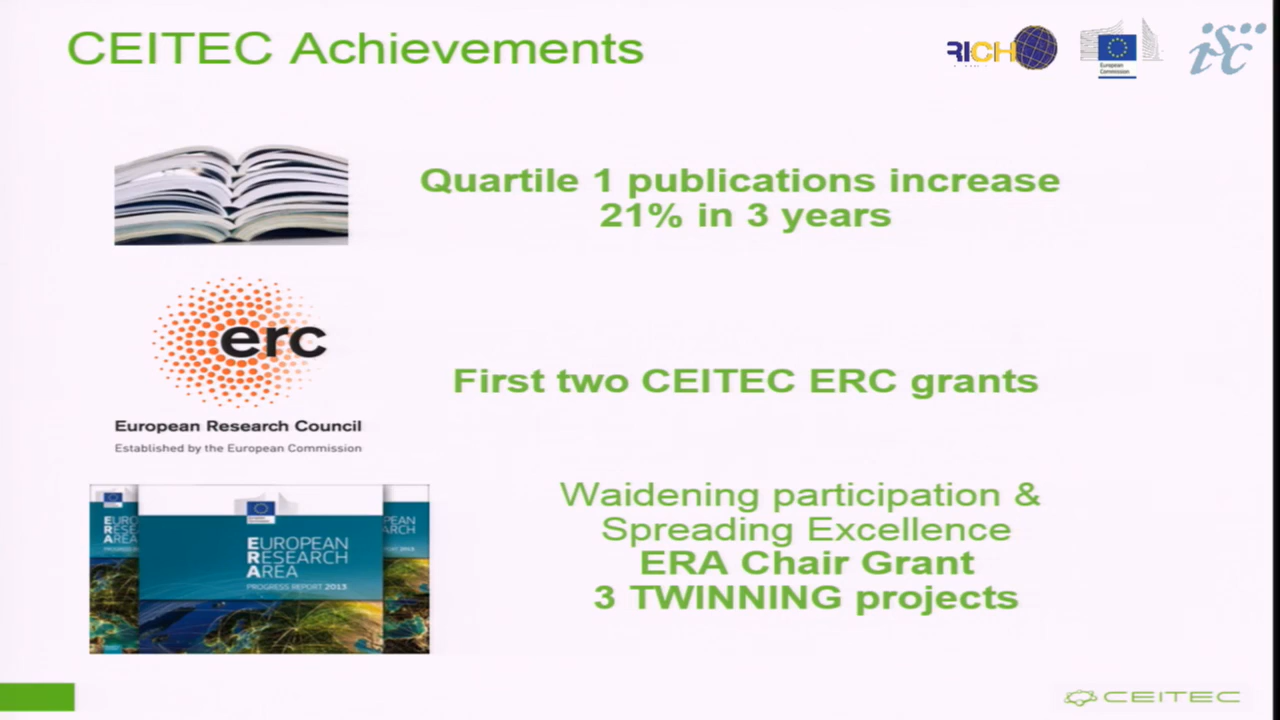 CEITEC Achievements
RICH
European
Commission
iSC
Quartile 1 publications increase
21% in 3 years
erc
European Research Council
Established by the European Commission
First two CEITEC ERC grants
EUROPEAN
RESEARCH
AREA
PROGRESS REPORT 2013
Waidening participation &
Spreading Excellence
ERA Chair Grant
3 TWINNING projects
CEITEC